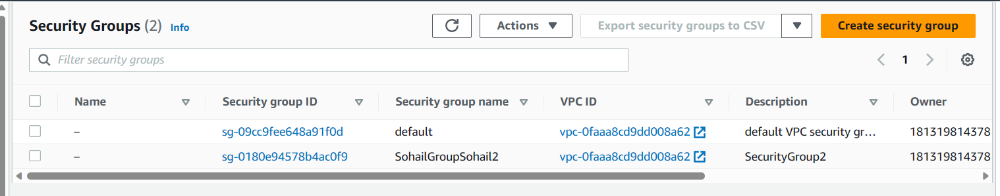 Security Groups (2) Info
Actions
Export security groups to CSV
Create security group
Filter security groups
1
Name Security group ID Security group name VPC ID Description Owner
– sg-09cc9fee648a91f0d default vpc-0faaa8cd9dd008a62 default VPC security gr... 181319814378
– sg-0180e94578b4ac0f9 SohailGroupSohail2 vpc-0faaa8cd9dd008a62 SecurityGroup2 181319814378